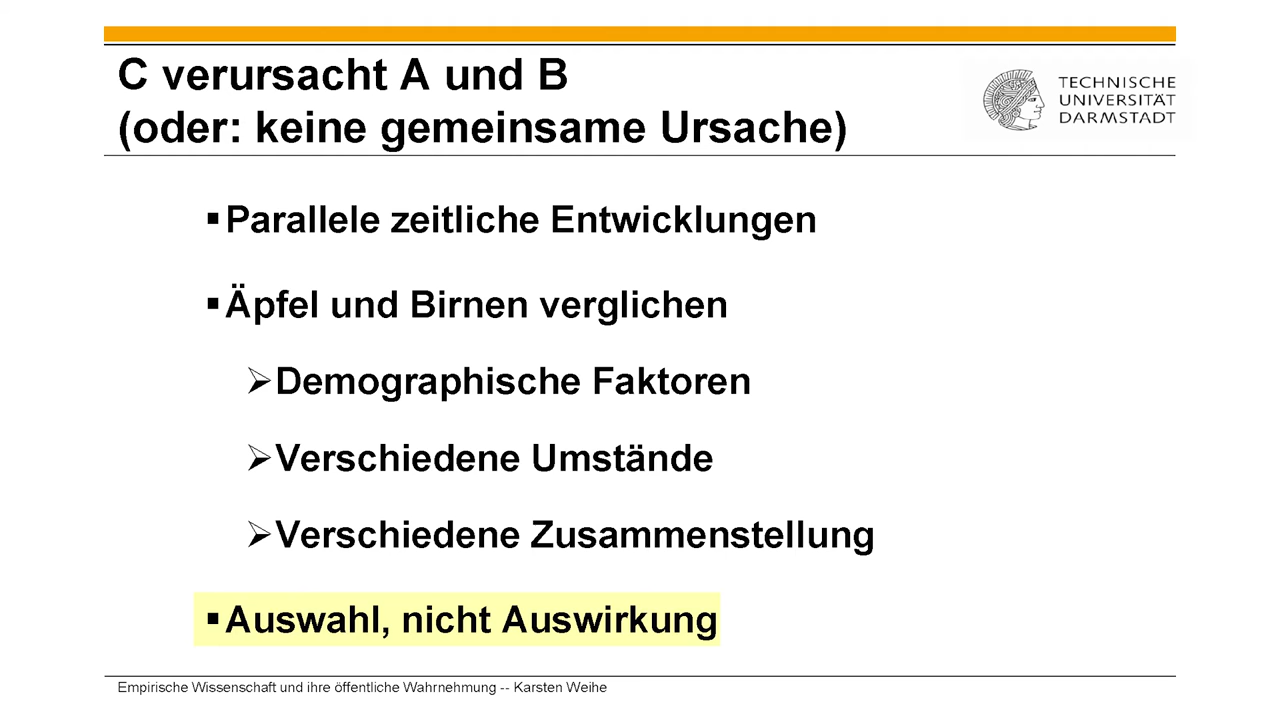 C verursacht A und B
(oder: keine gemeinsame Ursache)
TECHNISCHE
UNIVERSITÄT
DARMSTADT
▪ Parallele zeitliche Entwicklungen
▪ Äpfel und Birnen verglichen
➢ Demographische Faktoren
➢ Verschiedene Umstände
➢ Verschiedene Zusammenstellung
▪ Auswahl, nicht Auswirkung
Empirische Wissenschaft und ihre öffentliche Wahrnehmung -- Karsten Weihe